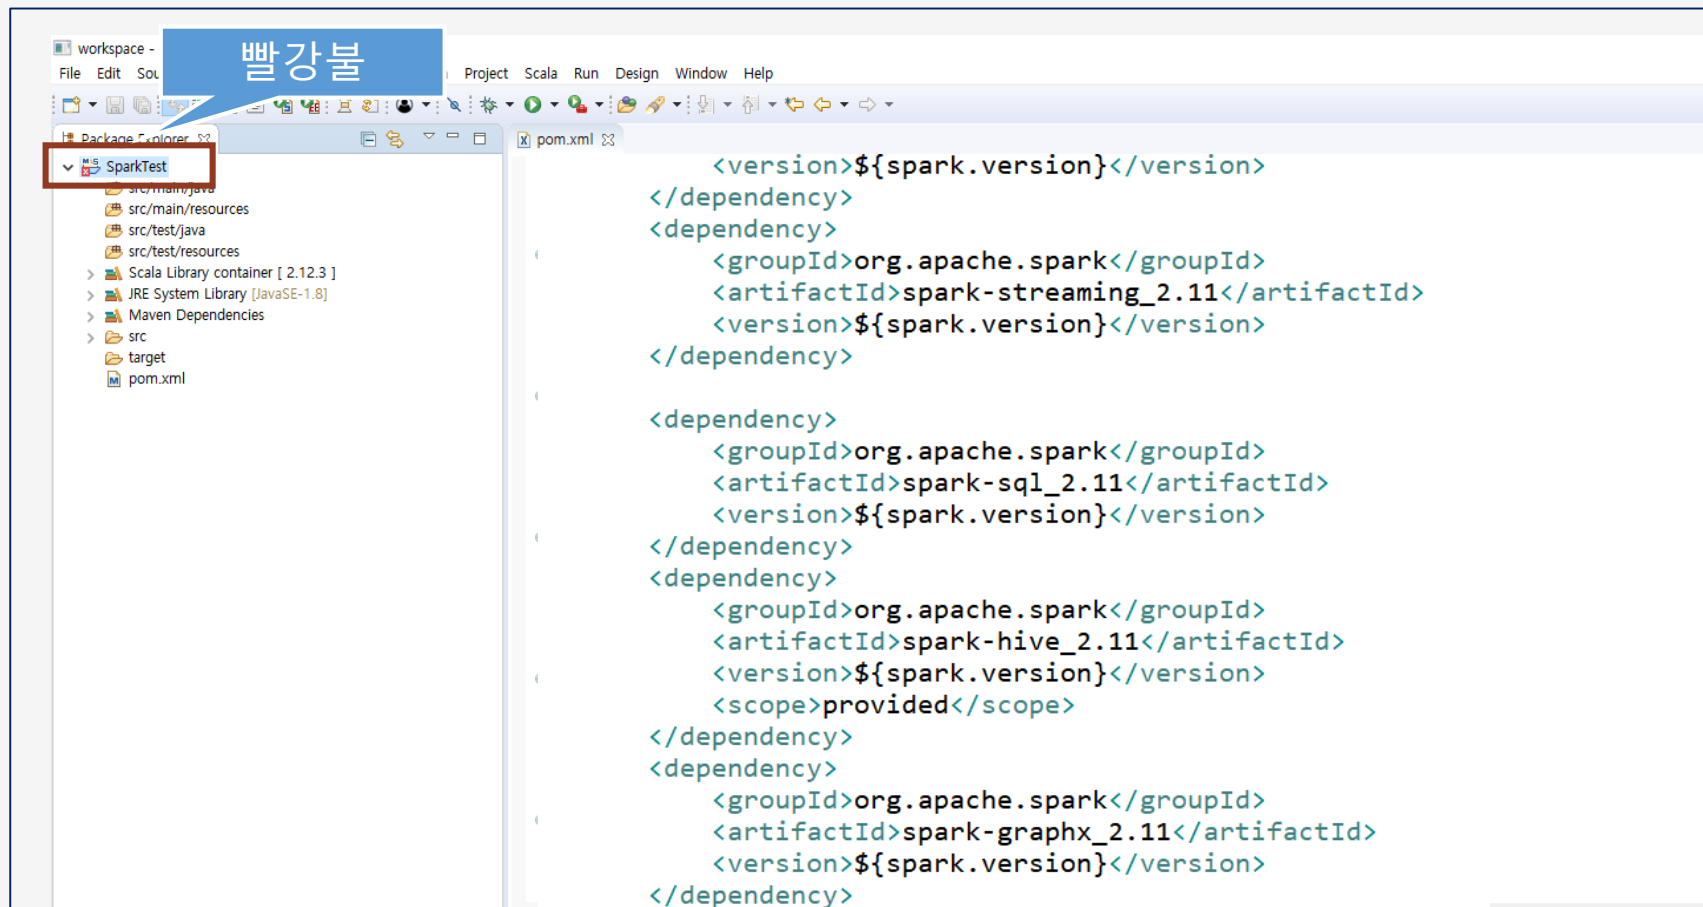 빨강불
workspace -
File Edit Project Scala Run Design Window Help
Package Explorer
pom.xml
SparkTest
src/main/java
src/main/resources
src/test/java
src/test/resources
Scala Library container [ 2.12.3 ]
JRE System Library [JavaSE-1.8]
Maven Dependencies
src
target
pom.xml
<version>${spark.version}</version>
</dependency>
<dependency>
<groupId>org.apache.spark</groupId>
<artifactId>spark-streaming_2.11</artifactId>
<version>${spark.version}</version>
</dependency>
<dependency>
<groupId>org.apache.spark</groupId>
<artifactId>spark-sql_2.11</artifactId>
<version>${spark.version}</version>
</dependency>
<dependency>
<groupId>org.apache.spark</groupId>
<artifactId>spark-hive_2.11</artifactId>
<version>${spark.version}</version>
<scope>provided</scope>
</dependency>
<dependency>
<groupId>org.apache.spark</groupId>
<artifactId>spark-graphx_2.11</artifactId>
<version>${spark.version}</version>
</dependency>